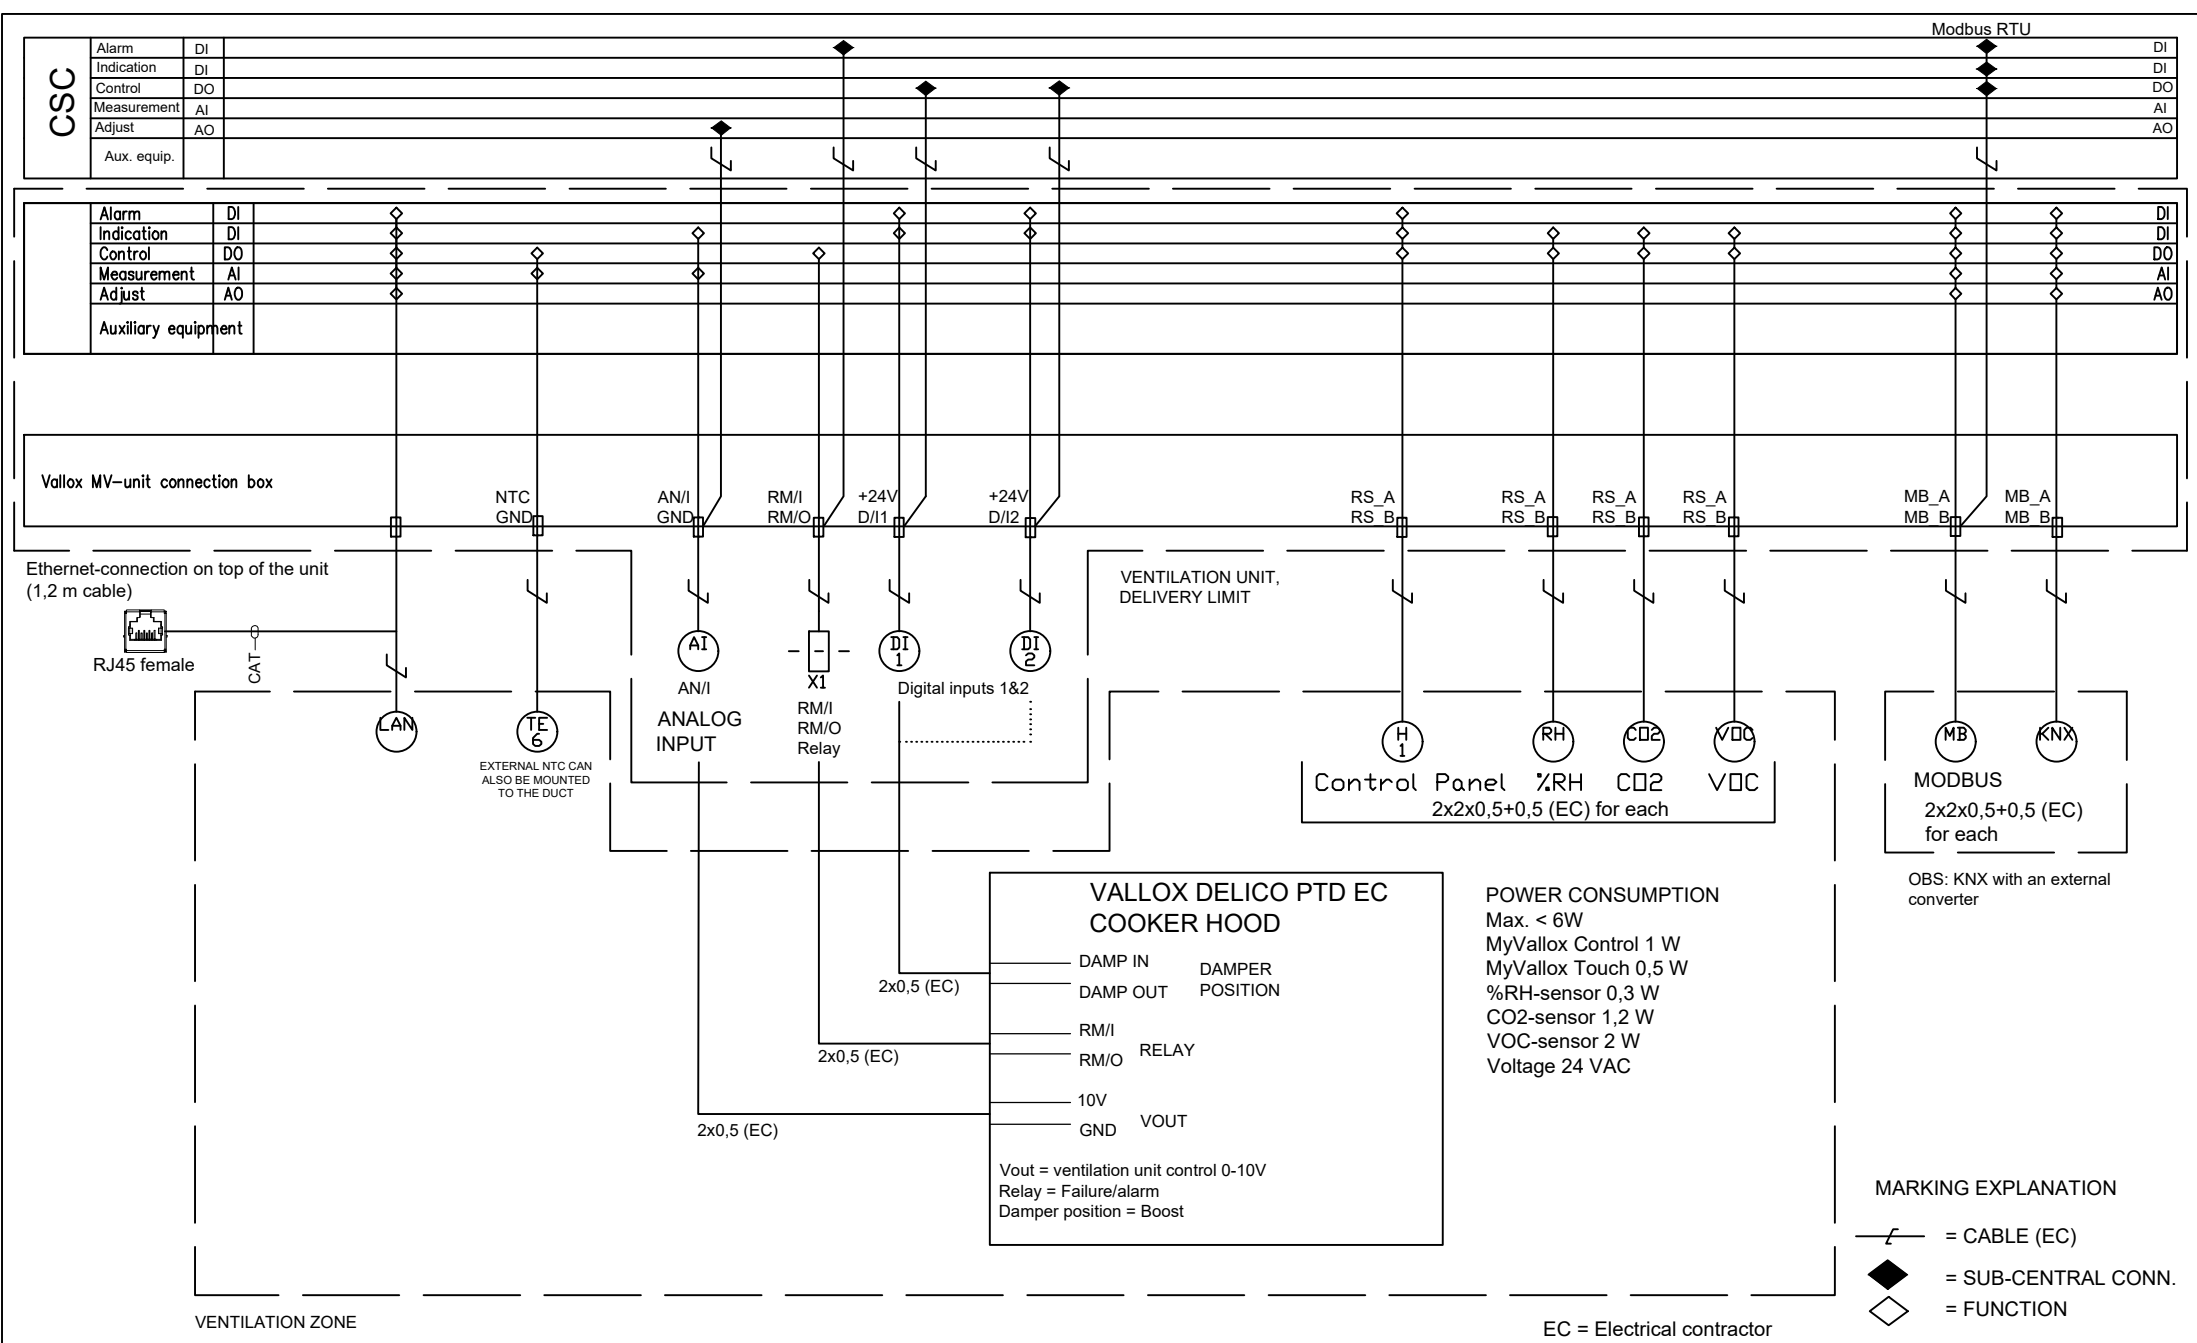 Modbus RTU
CSC
Alarm DI DI
Indication DI DI
Control DO DO
Measurement AI AI
Adjust AO AO
Aux. equip.
Alarm DI DI
Indication DI DI
Control DO DO
Measurement AI AI
Adjust AO AO
Auxiliary equipment
Vallox MV-unit connection box
NTC
GND
AN/I
GND
RM/I
RM/O
+24V
D/I1
+24V
D/I2
RS_A
RS_B
RS_A
RS_B
RS_A
RS_B
RS_A
RS_B
MB_A
MB_B
MB_A
MB_B
Ethernet-connection on top of the unit
(1,2 m cable)
RJ45 female
CAT
VENTILATION UNIT,
DELIVERY LIMIT
LAN
TE
6
EXTERNAL NTC CAN
ALSO BE MOUNTED
TO THE DUCT
AI
AN/I
ANALOG
INPUT
X1
RM/I
RM/O
Relay
DI
1
DI
2
Digital inputs 1&2
H
1
RH
CO2
VOC
Control Panel %RH CO2 VOC
2x2x0,5+0,5 (EC) for each
MB
KNX
MODBUS
2x2x0,5+0,5 (EC)
for each
OBS: KNX with an external
converter
VALLOX DELICO PTD EC
COOKER HOOD
DAMP IN
DAMP OUT
DAMPER
POSITION
2x0,5 (EC)
RM/I
RM/O
RELAY
2x0,5 (EC)
10V
GND
VOUT
2x0,5 (EC)
Vout = ventilation unit control 0-10V
Relay = Failure/alarm
Damper position = Boost
POWER CONSUMPTION
Max. < 6W
MyVallox Control 1 W
MyVallox Touch 0,5 W
%RH-sensor 0,3 W
CO2-sensor 1,2 W
VOC-sensor 2 W
Voltage 24 VAC
MARKING EXPLANATION
= CABLE (EC)
= SUB-CENTRAL CONN.
= FUNCTION
VENTILATION ZONE
EC = Electrical contractor